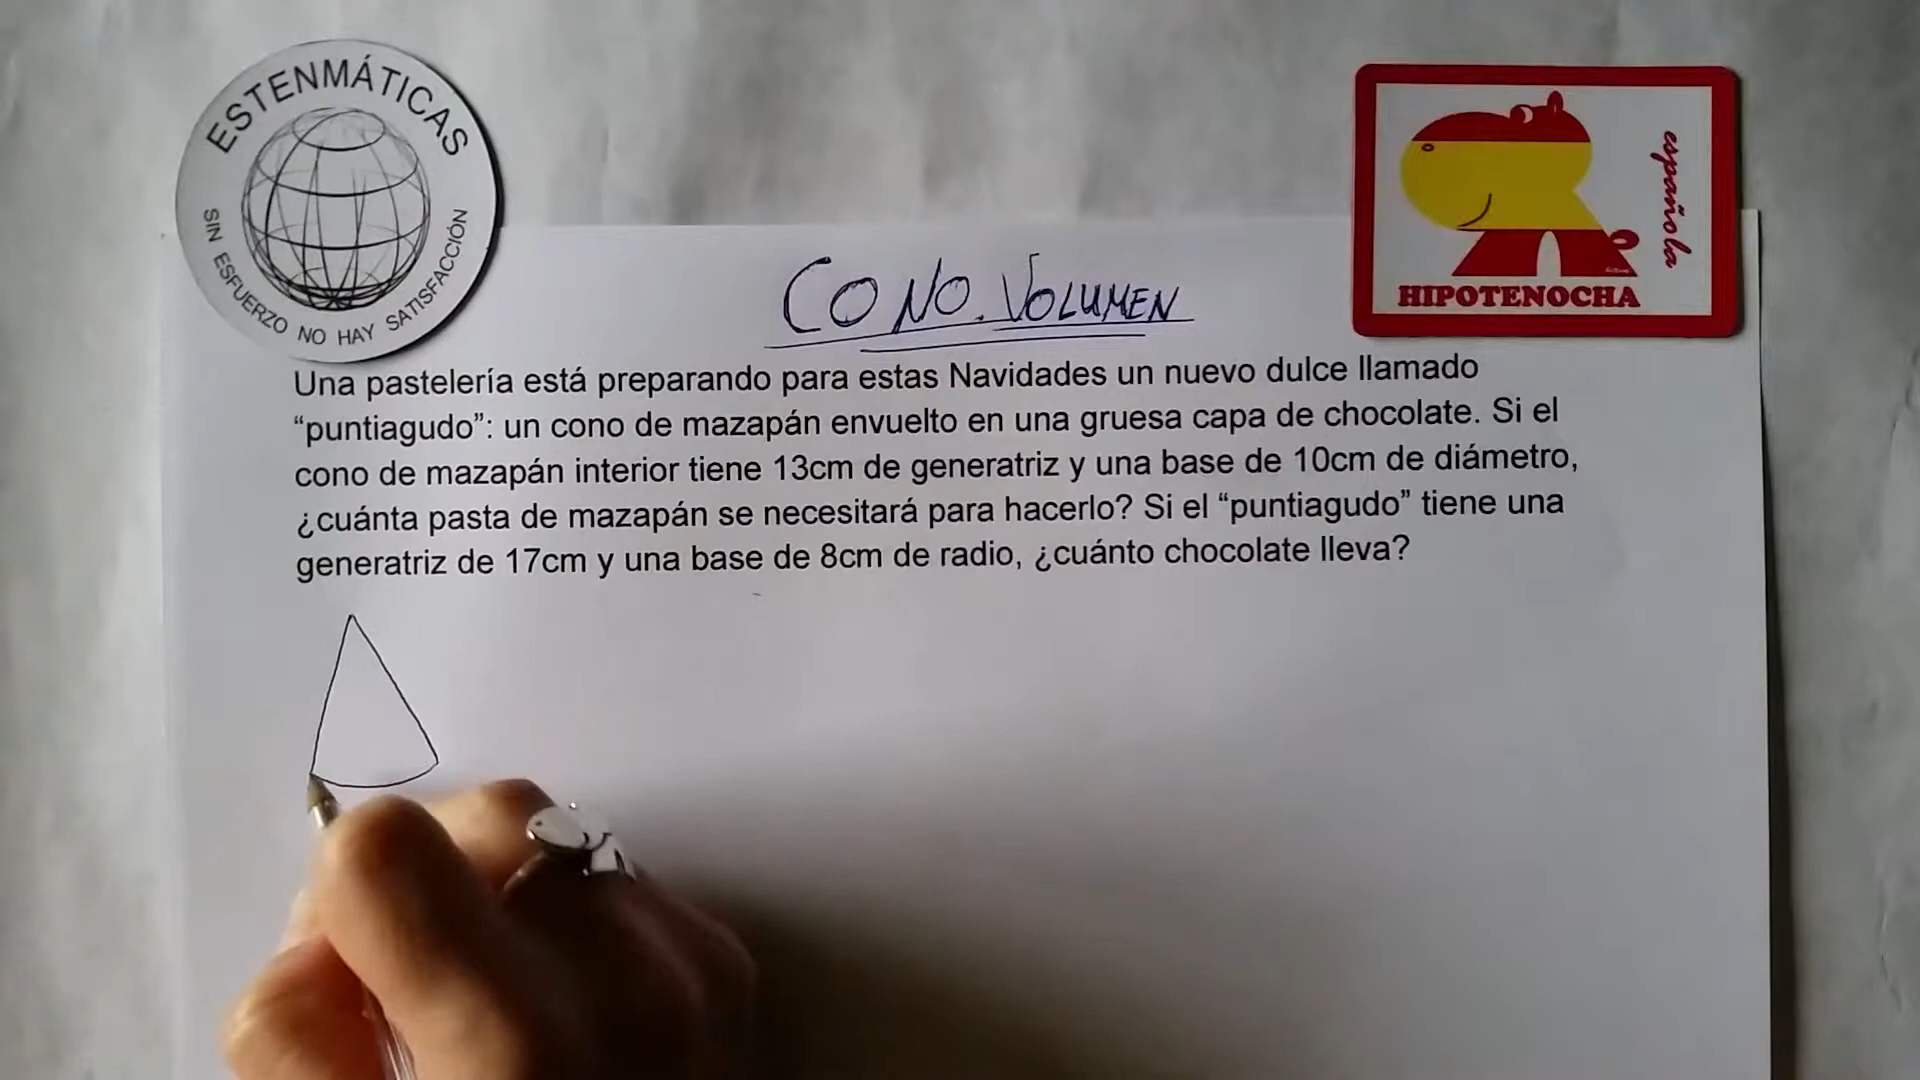 ESTENMÁTICAS
SIN ESFUERZO NO HAY SATISFACCIÓN
española
HIPOTENOCHA
CONO. VOLUMEN
Una pastelería está preparando para estas Navidades un nuevo dulce llamado
“puntiagudo”: un cono de mazapán envuelto en una gruesa capa de chocolate. Si el
cono de mazapán interior tiene 13cm de generatriz y una base de 10cm de diámetro,
¿cuánta pasta de mazapán se necesitará para hacerlo? Si el “puntiagudo” tiene una
generatriz de 17cm y una base de 8cm de radio, ¿cuánto chocolate lleva?